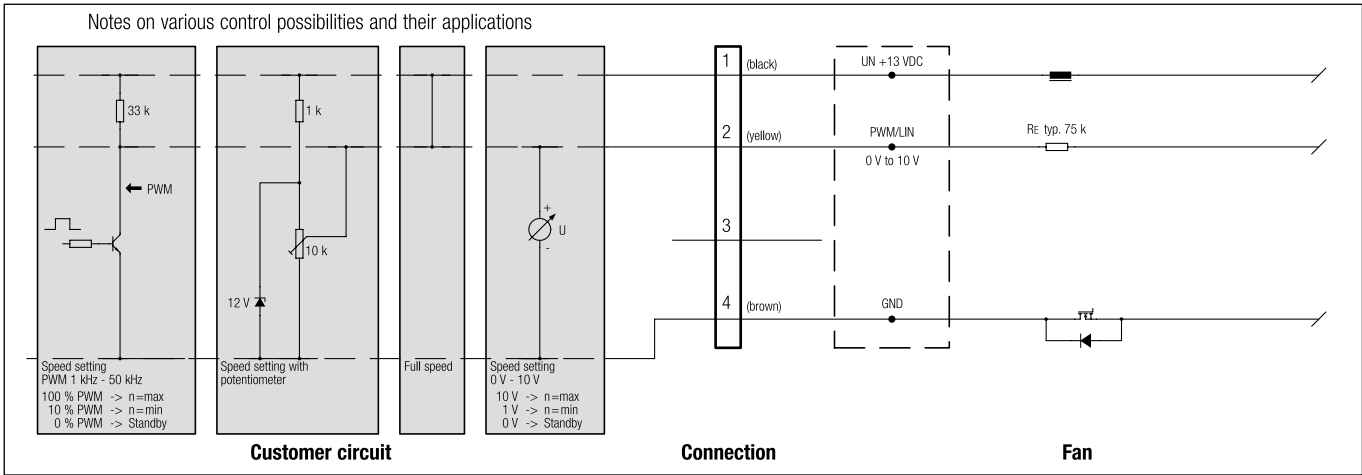 Notes on various control possibilities and their applications
33 k
PWM
Speed setting
PWM 1 kHz - 50 kHz
100 % PWM -> n=max
10 % PWM -> n=min
0 % PWM -> Standby
1 k
10 k
12 V
Speed setting with
potentiometer
Full speed
+
U
-
Speed setting
0 V - 10 V
10 V -> n=max
1 V -> n=min
0 V -> Standby
Customer circuit
1 (black)
2 (yellow)
3
4 (brown)
Connection
UN +13 VDC
PWM/LIN
0 V to 10 V
GND
RE typ. 75 k
Fan